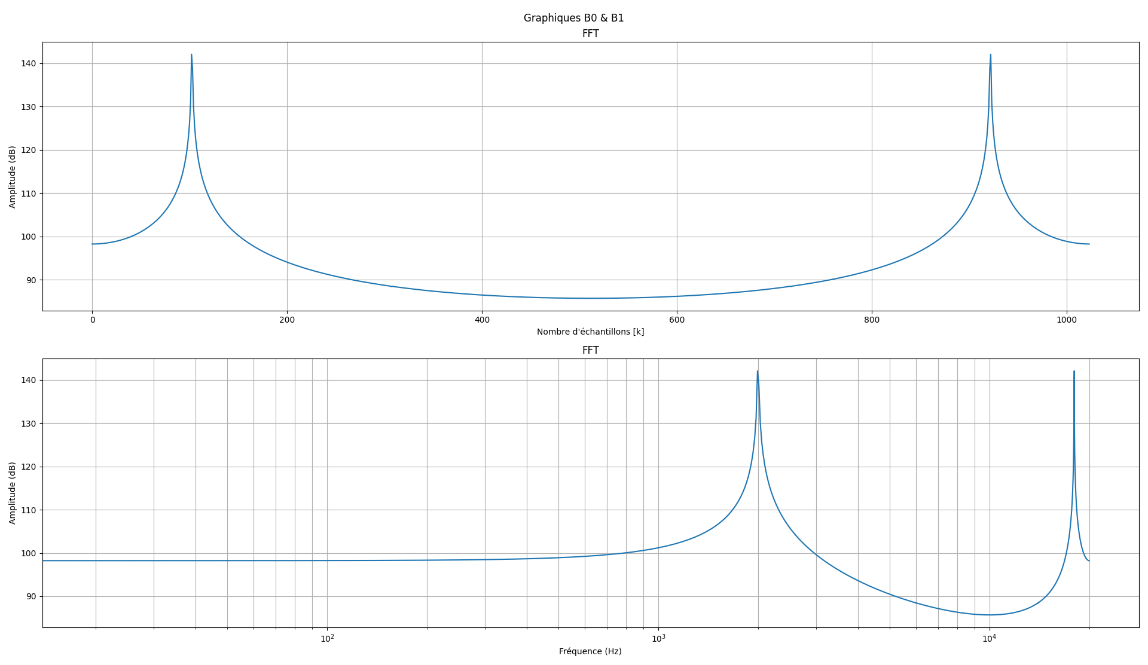 Graphiques B0 & B1
FFT
140
130
120
110
100
90
Amplitude (dB)
0 200 400 600 800 1000
Nombre d'échantillons [k]
FFT
140
130
120
110
100
90
Amplitude (dB)
10² 10³ 10⁴
Fréquence (Hz)